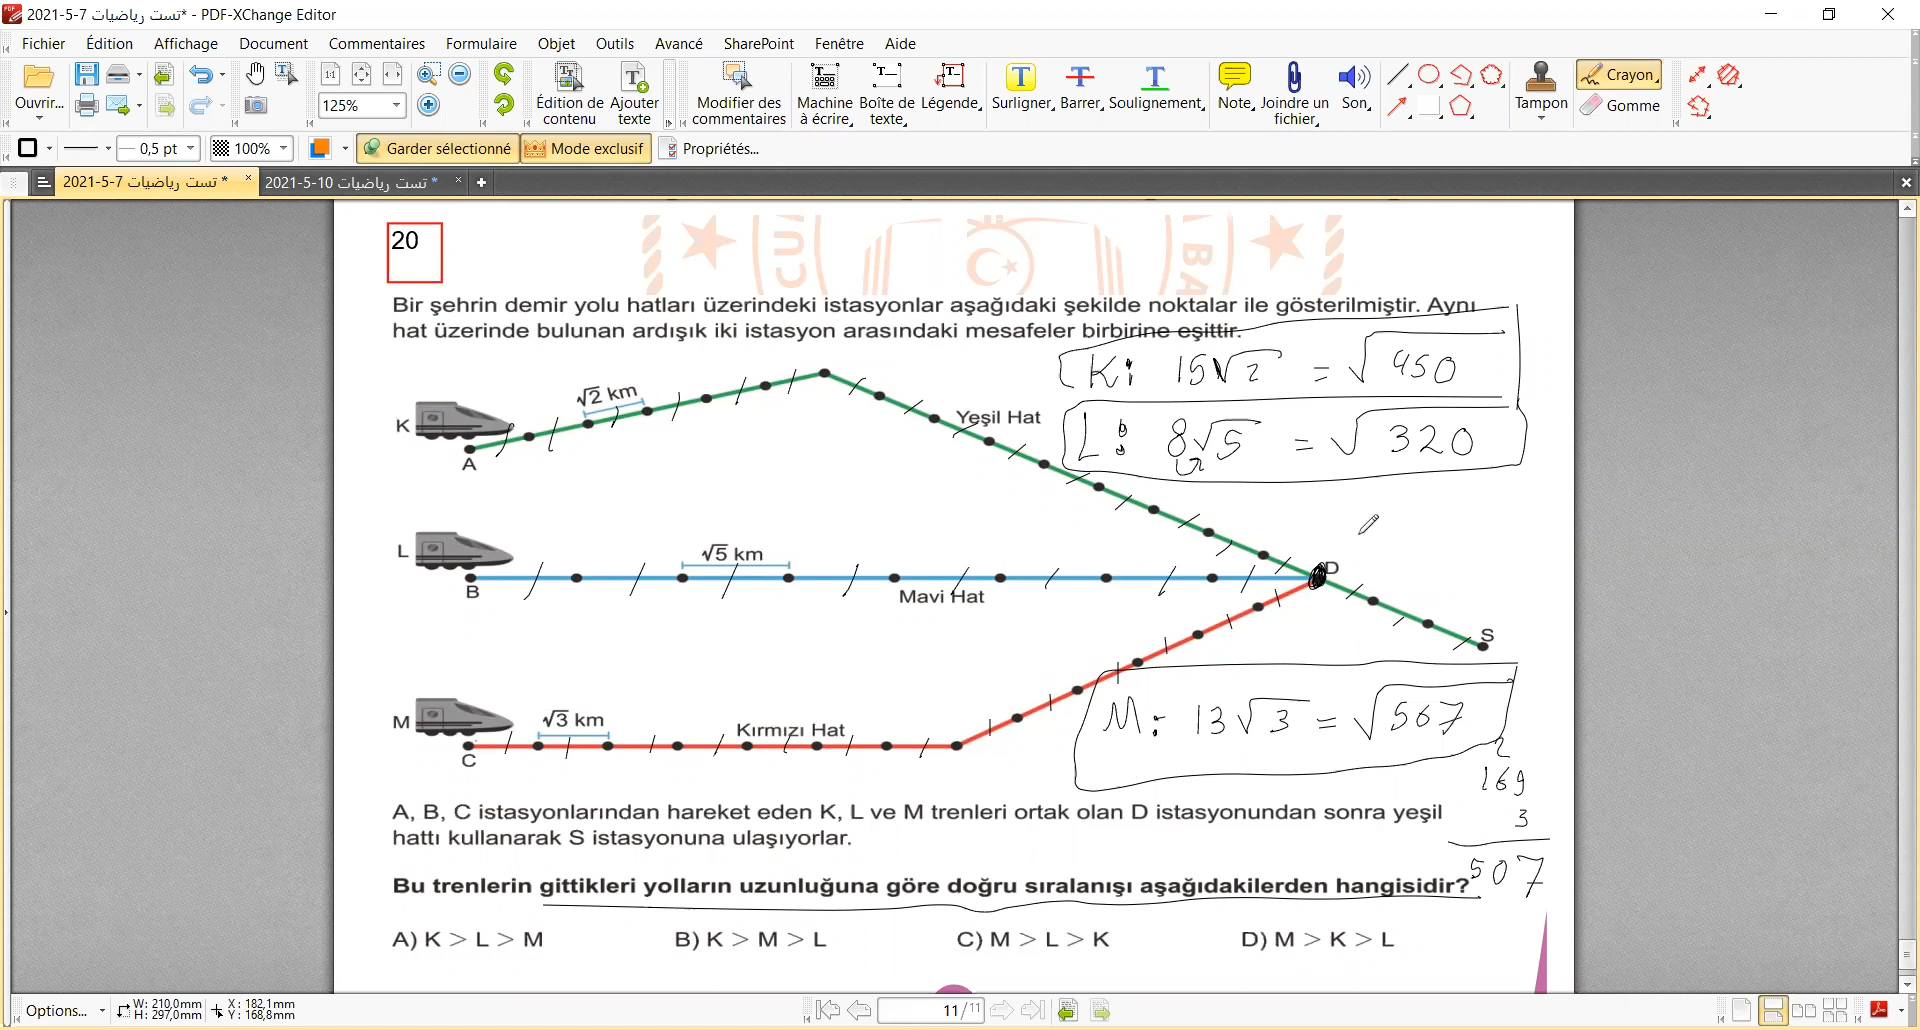 *تست رياضيات 7-5-2021 - PDF-XChange Editor
Fichier Édition Affichage Document Commentaires Formulaire Objet Outils Avancé SharePoint Fenêtre Aide
Ouvrir... 125% Édition de contenu Ajouter texte Modifier des commentaires Machine à écrire Boîte de texte Légende Surligner Barrer Soulignement Note Joindre un fichier Son Tampon Crayon Gomme
0,5 pt 100% Garder sélectionné Mode exclusif Propriétés...
تست رياضيات 7-5-2021 * تست رياضيات 10-5-2021 *
20
Bir şehrin demir yolu hatları üzerindeki istasyonlar aşağıdaki şekilde noktalar ile gösterilmiştir. Aynı
hat üzerinde bulunan ardışık iki istasyon arasındaki mesafeler birbirine eşittir.
K: 15√2 = √450
√2 km
K
Yeşil Hat
L: 8√5 = √320
A
L
√5 km
D
B
Mavi Hat
S
M
√3 km
Kırmızı Hat
M: 13√3 = √567
C
169
3
507
A, B, C istasyonlarından hareket eden K, L ve M trenleri ortak olan D istasyonundan sonra yeşil
hattı kullanarak S istasyonuna ulaşıyorlar.
Bu trenlerin gittikleri yolların uzunluğuna göre doğru sıralanışı aşağıdakilerden hangisidir?
A) K > L > M B) K > M > L C) M > L > K D) M > K > L
Options... W: 210,0mm X: 182,1mm 11/11
H: 297,0mm Y: 168,8mm